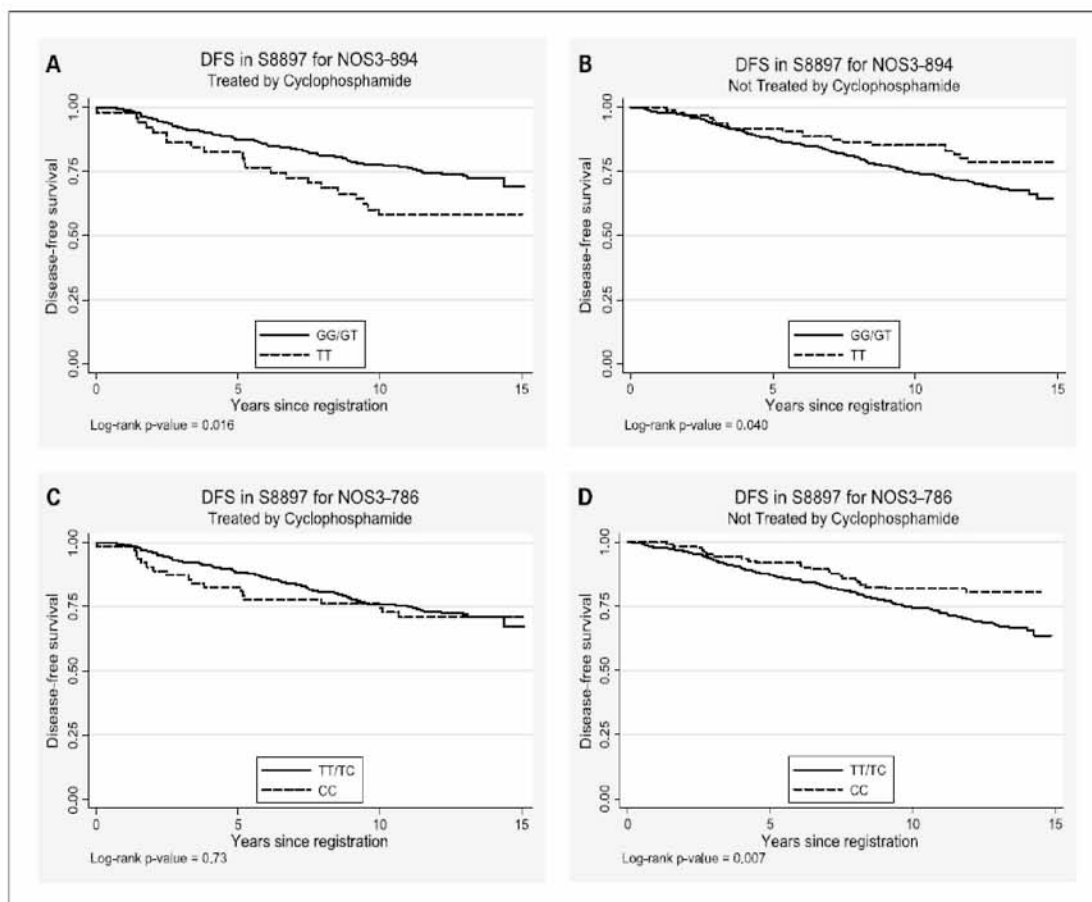 A
DFS in S8897 for NOS3-894
Treated by Cyclophosphamide
Disease-free survival
1.00
0.75
0.50
0.25
0.00
GG/GT
TT
0 5 10 15
Years since registration
Log-rank p-value = 0.016
B
DFS in S8897 for NOS3-894
Not Treated by Cyclophosphamide
Disease-free survival
1.00
0.75
0.50
0.25
0.00
GG/GT
TT
0 5 10 15
Years since registration
Log-rank p-value = 0.040
C
DFS in S8897 for NOS3-786
Treated by Cyclophosphamide
Disease-free survival
1.00
0.75
0.50
0.25
0.00
TT/TC
CC
0 5 10 15
Years since registration
Log-rank p-value = 0.73
D
DFS in S8897 for NOS3-786
Not Treated by Cyclophosphamide
Disease-free survival
1.00
0.75
0.50
0.25
0.00
TT/TC
CC
0 5 10 15
Years since registration
Log-rank p-value = 0.007